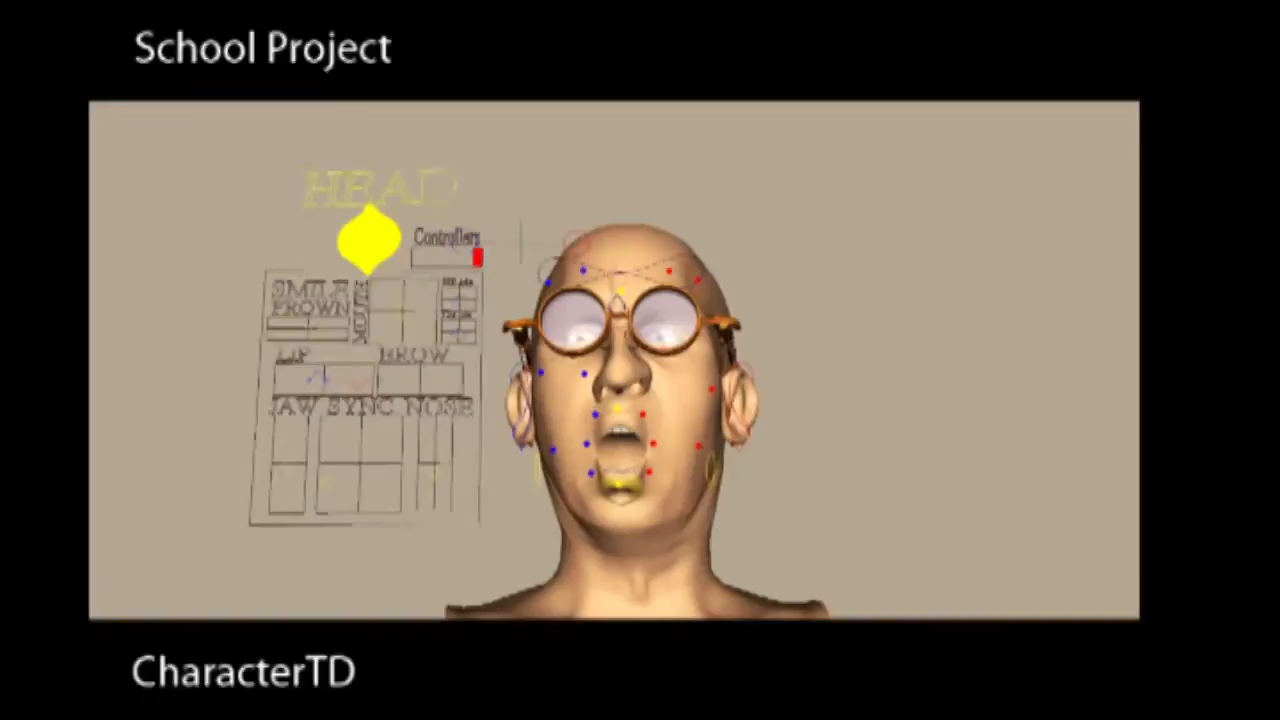 School Project
HEAD
Controllers
SMILE
FROWN
MOUTH
LIP BROW
JAW SYNC NOSE
CharacterTD